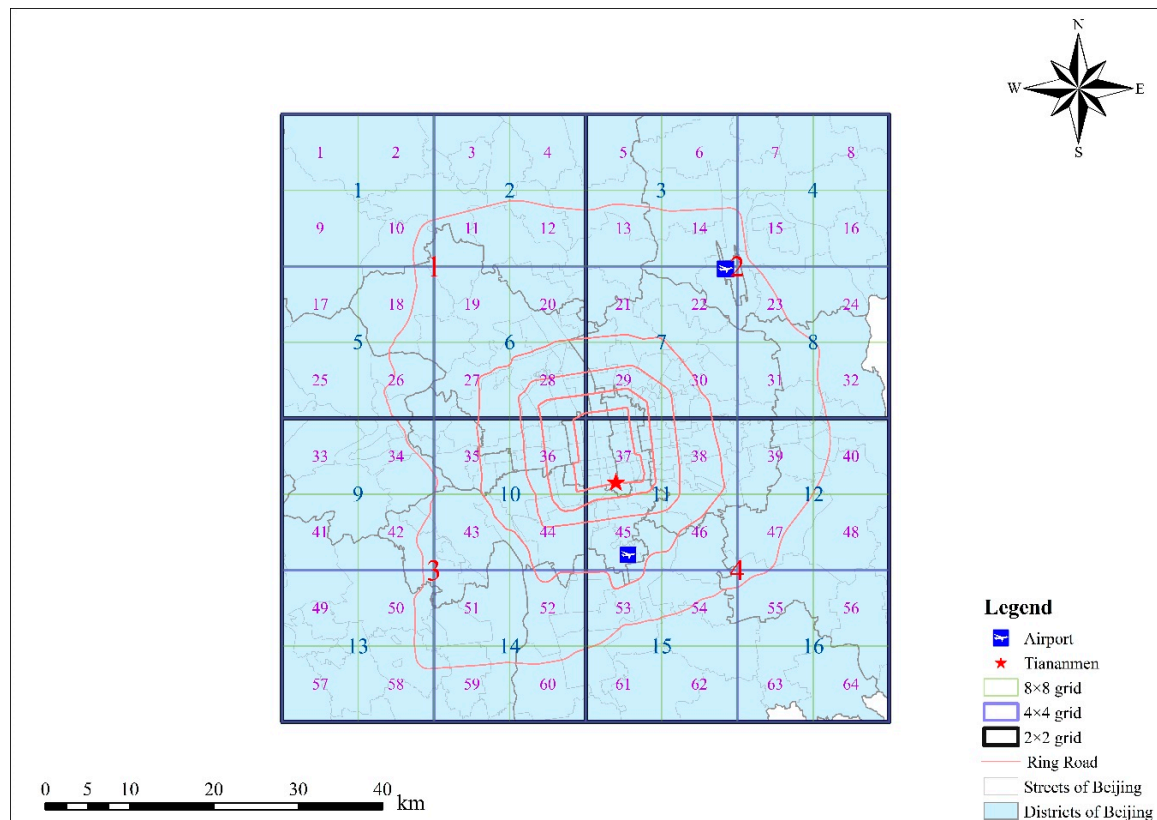 N
W E
S
1 2 3 4 5 6 7 8
1 2 3 4
9 10 11 12 13 14 15 16
1 2
17 18 19 20 21 22 23 24
5 6 7 8
25 26 27 28 29 30 31 32
33 34 35 36 37 38 39 40
9 10 11 12
41 42 43 44 45 46 47 48
3 4
49 50 51 52 53 54 55 56
13 14 15 16
57 58 59 60 61 62 63 64
Legend
Airport
Tiananmen
8×8 grid
4×4 grid
2×2 grid
Ring Road
Streets of Beijing
Districts of Beijing
0 5 10 20 30 40
km